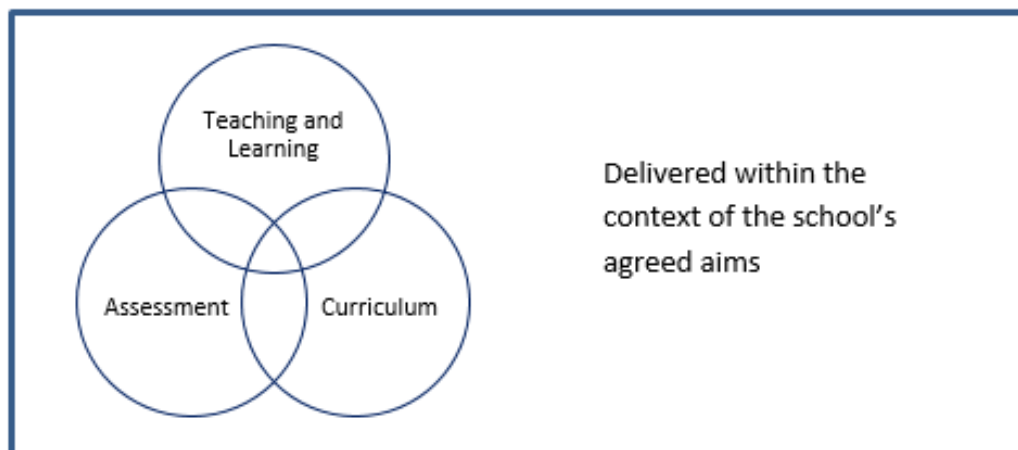 Teaching and
Learning
Assessment
Curriculum
Delivered within the
context of the school’s
agreed aims